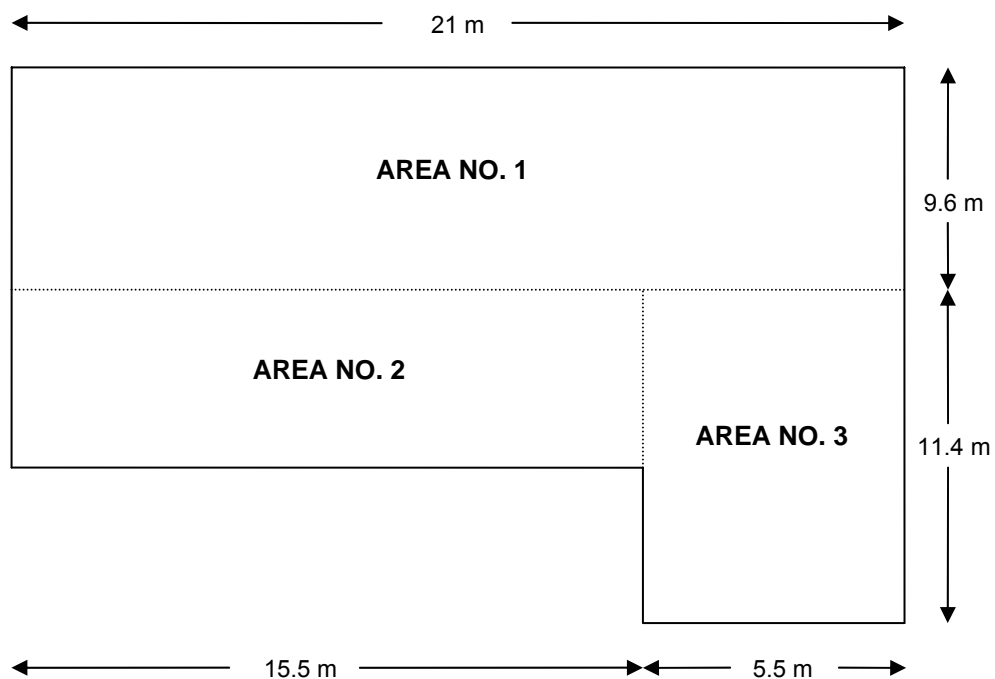 21 m
AREA NO. 1
9.6 m
AREA NO. 2
AREA NO. 3
11.4 m
15.5 m
5.5 m